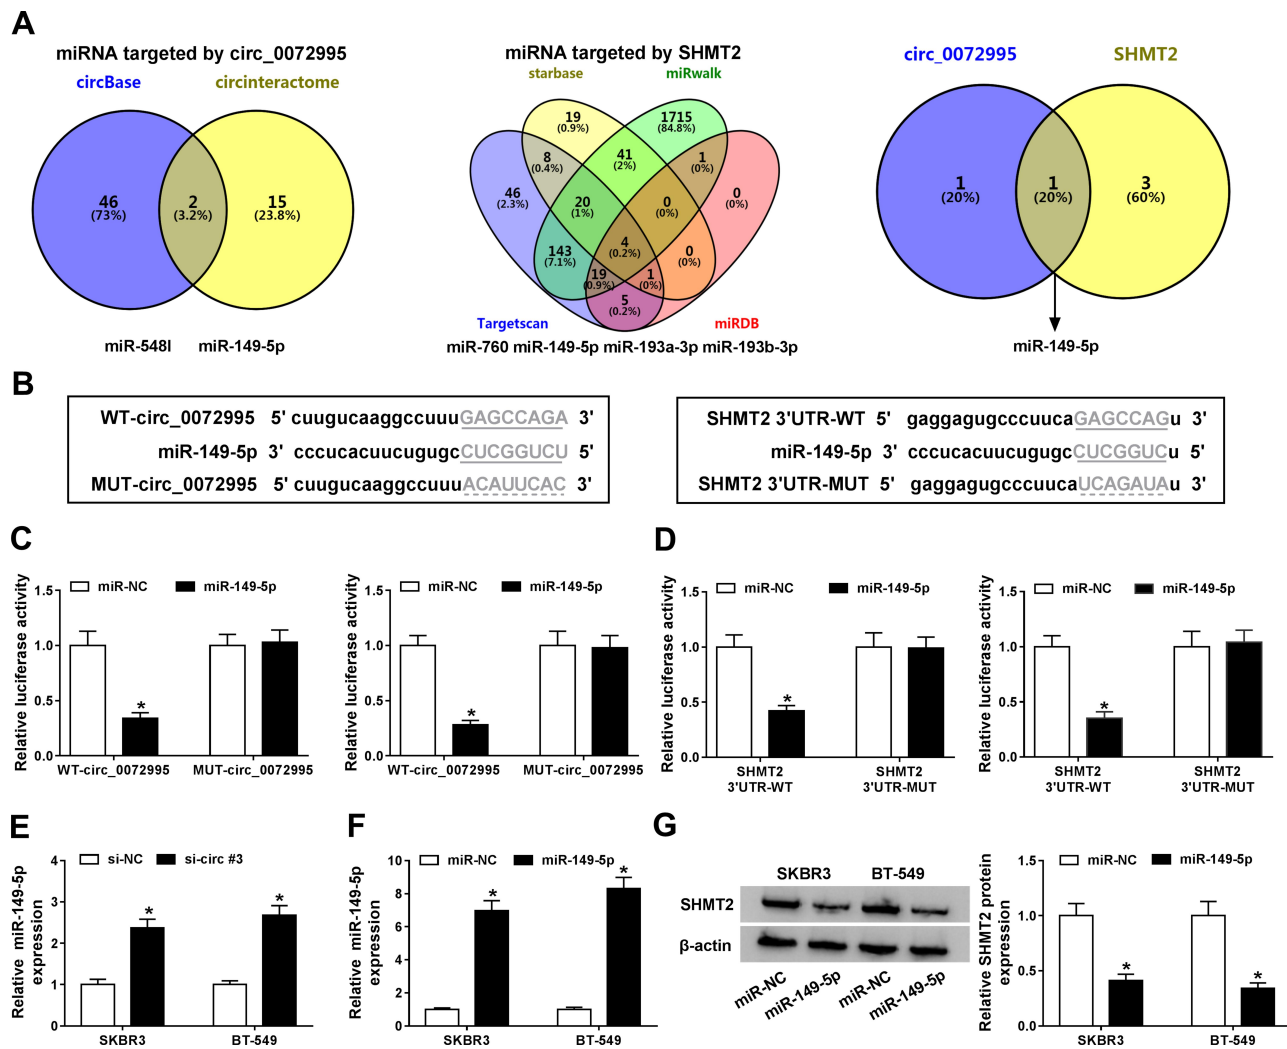 A
miRNA targeted by circ_0072995
circBase circinteractome
46
(73%)
2
(3.2%)
15
(23.8%)
miR-548l miR-149-5p
miRNA targeted by SHMT2
starbase miRwalk
19
(0.9%)
1715
(84.8%)
8
(0.4%)
41
(2%)
1
(0%)
46
(2.3%)
20
(1%)
0
(0%)
0
(0%)
143
(7.1%)
4
(0.2%)
0
(0%)
19
(0.9%)
1
(0%)
5
(0.2%)
Targetscan miRDB
miR-760 miR-149-5p miR-193a-3p miR-193b-3p
circ_0072995 SHMT2
1
(20%)
1
(20%)
3
(60%)
miR-149-5p
B
WT-circ_0072995 5' cuugucaaggccuuuGAGCCAGA 3'
miR-149-5p 3' cccucacuucugugcCUCGGUCU 5'
MUT-circ_0072995 5' cuugucaaggccuuuACAUUCAC 3'
SHMT2 3'UTR-WT 5' gaggagugcccuucaGAGCCAGu 3'
miR-149-5p 3' cccucacuucugugcCUCGGUCu 5'
SHMT2 3'UTR-MUT 5' gaggagugcccuucaUCAGAUAu 3'
C
Relative luciferase activity
miR-NC miR-149-5p
1.5
1.0
0.5
0.0
*
WT-circ_0072995 MUT-circ_0072995
Relative luciferase activity
miR-NC miR-149-5p
1.5
1.0
0.5
0.0
*
WT-circ_0072995 MUT-circ_0072995
D
Relative luciferase activity
miR-NC miR-149-5p
1.5
1.0
0.5
0.0
*
SHMT2 SHMT2
3'UTR-WT 3'UTR-MUT
Relative luciferase activity
miR-NC miR-149-5p
1.5
1.0
0.5
0.0
*
SHMT2 SHMT2
3'UTR-WT 3'UTR-MUT
E
Relative miR-149-5p
expression
si-NC si-circ #3
4
3
2
1
0
* *
SKBR3 BT-549
F
Relative miR-149-5p
expression
miR-NC miR-149-5p
10
8
6
4
2
0
* *
SKBR3 BT-549
G
SKBR3 BT-549
SHMT2
β-actin
miR-NC miR-149-5p miR-NC miR-149-5p
Relative SHMT2 protein
expression
miR-NC miR-149-5p
1.5
1.0
0.5
0.0
* *
SKBR3 BT-549